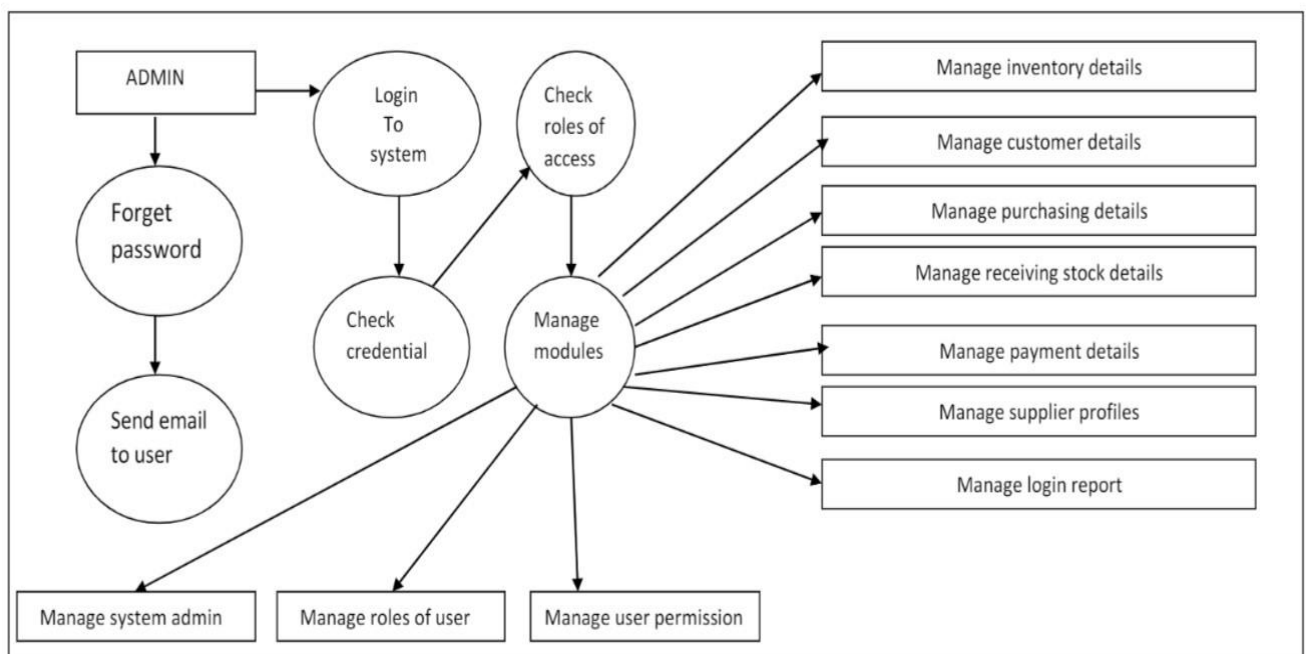 ADMIN
Login
To
system
Check
roles of
access
Forget
password
Check
credential
Manage
modules
Send email
to user
Manage inventory details
Manage customer details
Manage purchasing details
Manage receiving stock details
Manage payment details
Manage supplier profiles
Manage login report
Manage system admin
Manage roles of user
Manage user permission